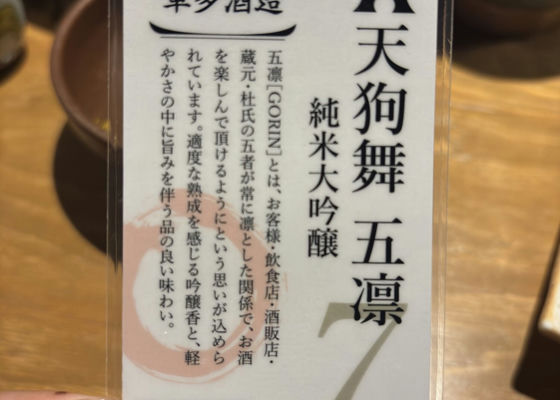 天狗舞 五凛
純米大吟醸
車多酒造
五凛[GORIN]とは、お客様・飲食店・酒販店・
蔵元・杜氏の五者が常に凛とした関係で、お酒
を楽しんで頂けるようにという思いが込めら
れています。適度な熟成を感じる吟醸香と、軽
やかさの中に旨みを伴う品の良い味わい。
7